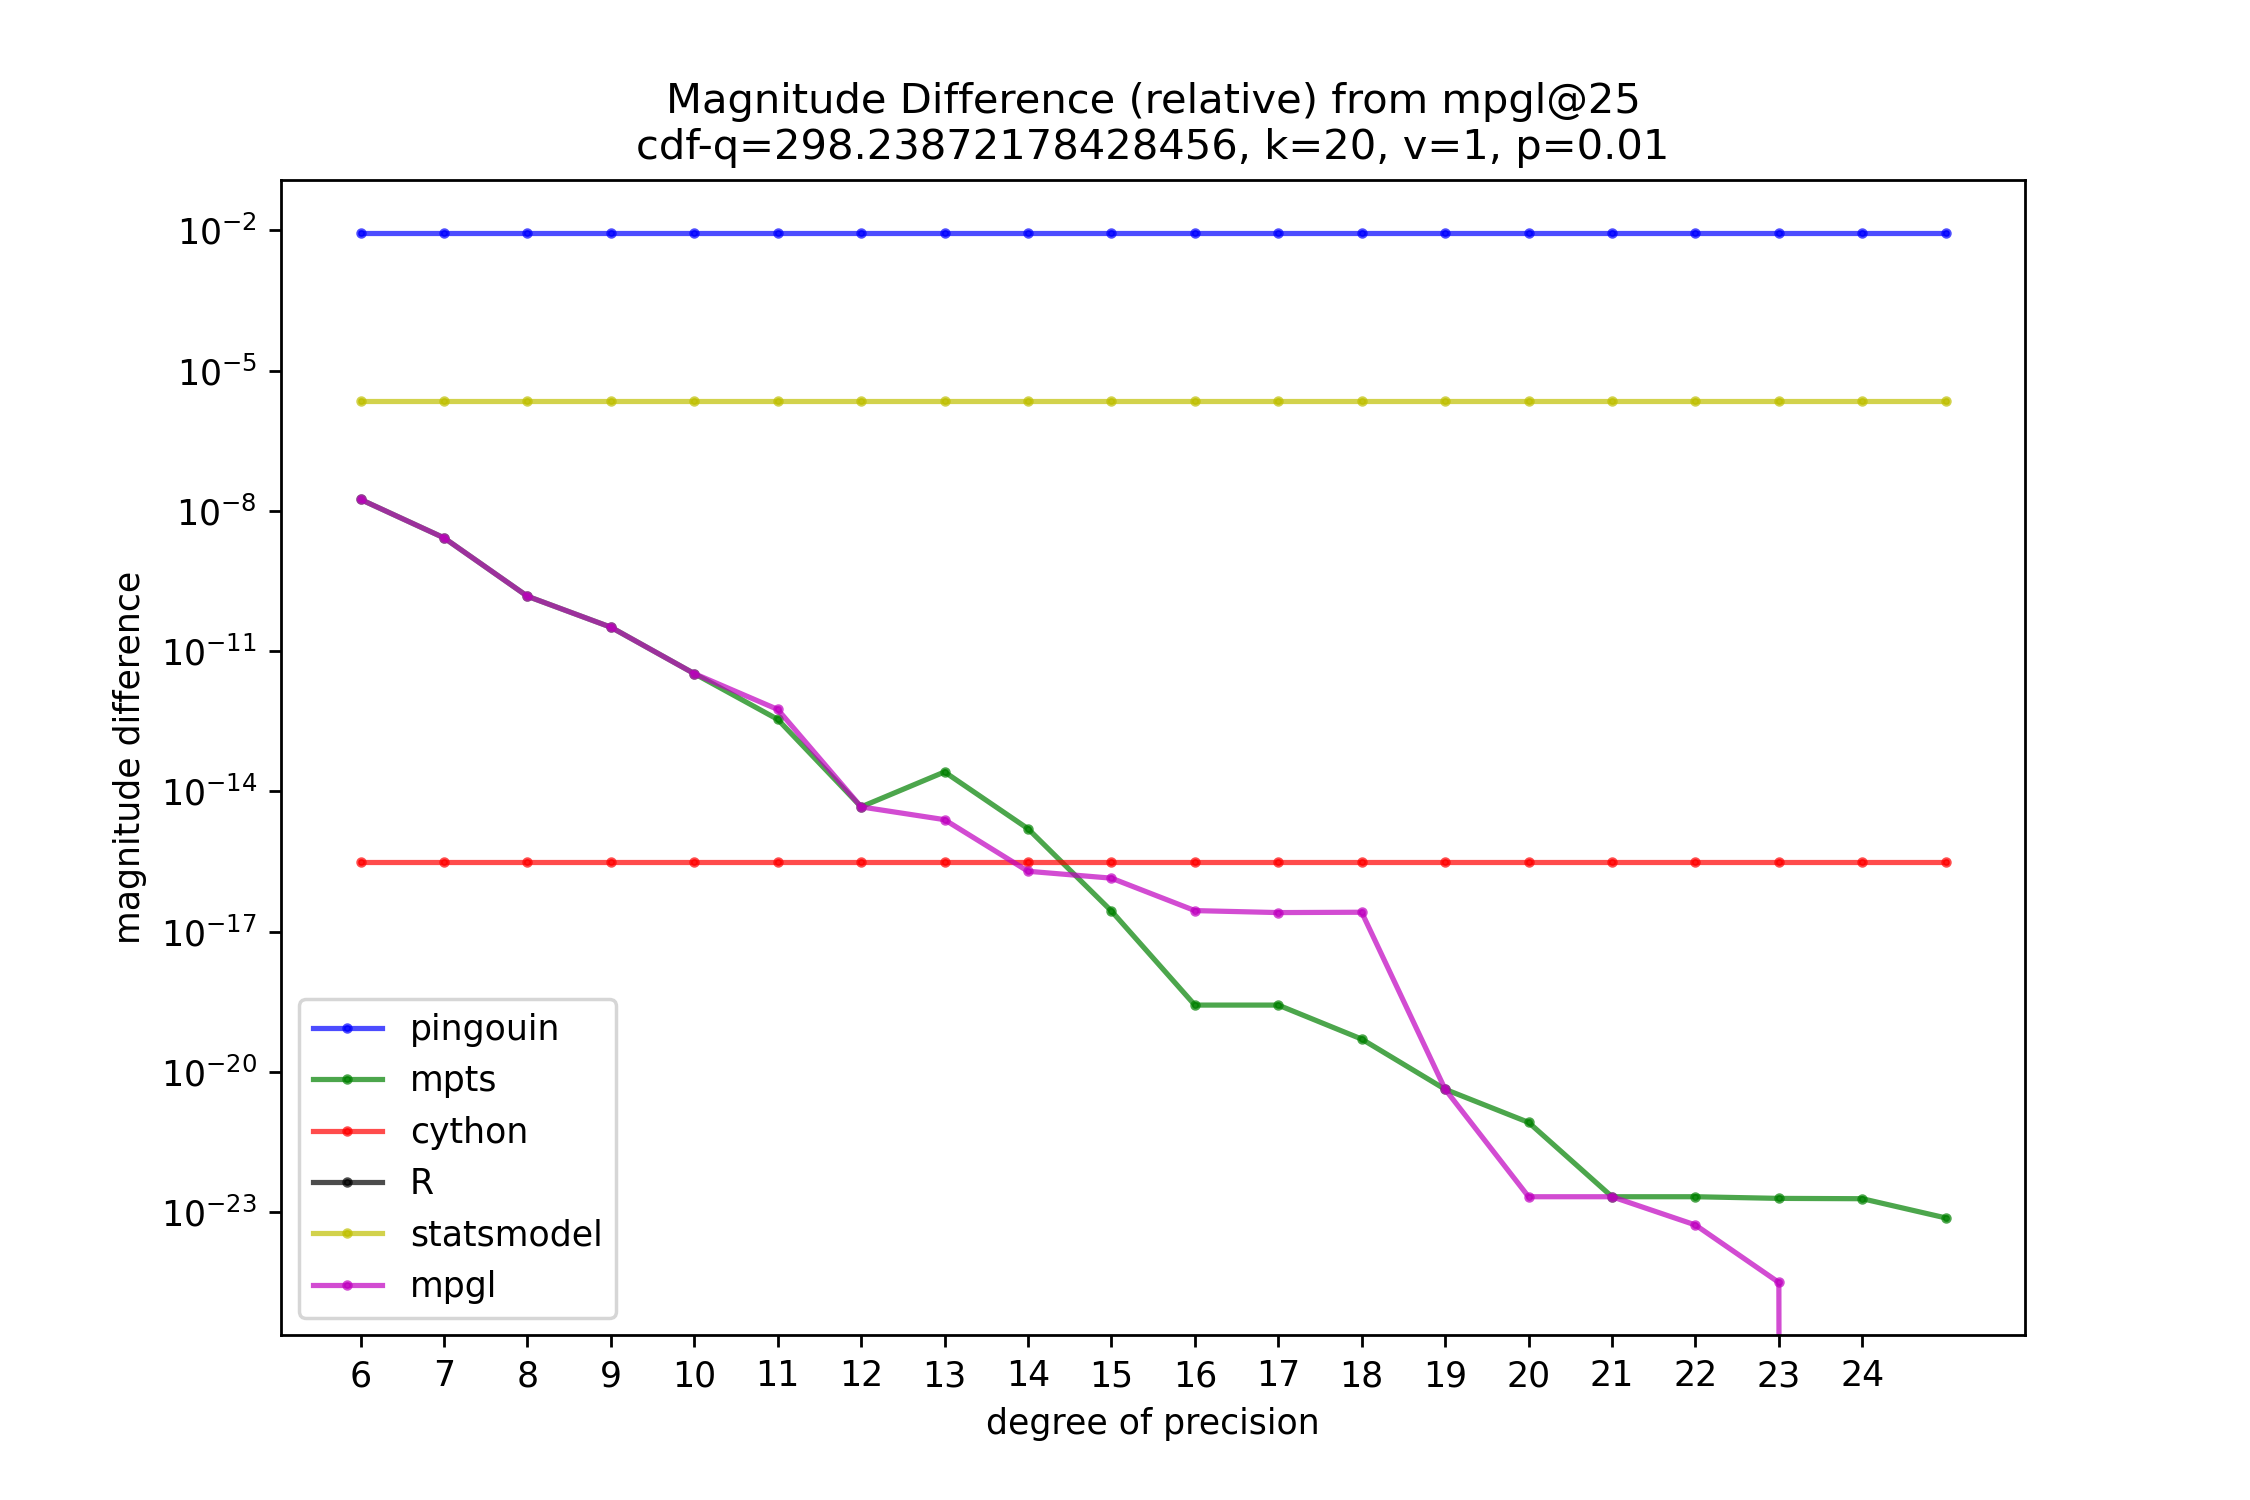 Magnitude Difference (relative) from mpgl@25
cdf-q=298.23872178428456, k=20, v=1, p=0.01
magnitude difference
10⁻²
10⁻⁵
10⁻⁸
10⁻¹¹
10⁻¹⁴
10⁻¹⁷
10⁻²⁰
10⁻²³
pingouin
mpts
cython
R
statsmodel
mpgl
6 7 8 9 10 11 12 13 14 15 16 17 18 19 20 21 22 23 24
degree of precision